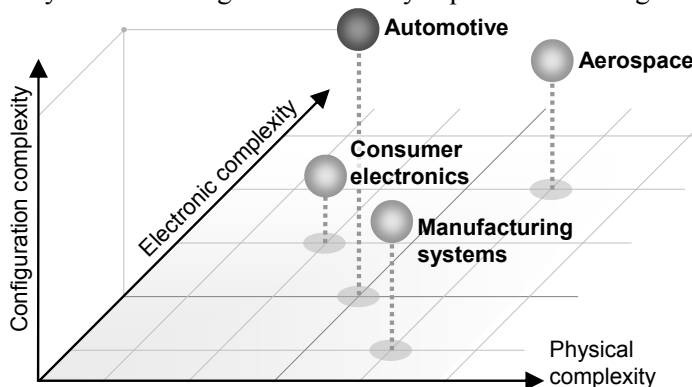 Automotive
Aerospace
Configuration complexity
Electronic complexity
Consumer
electronics
Manufacturing
systems
Physical
complexity